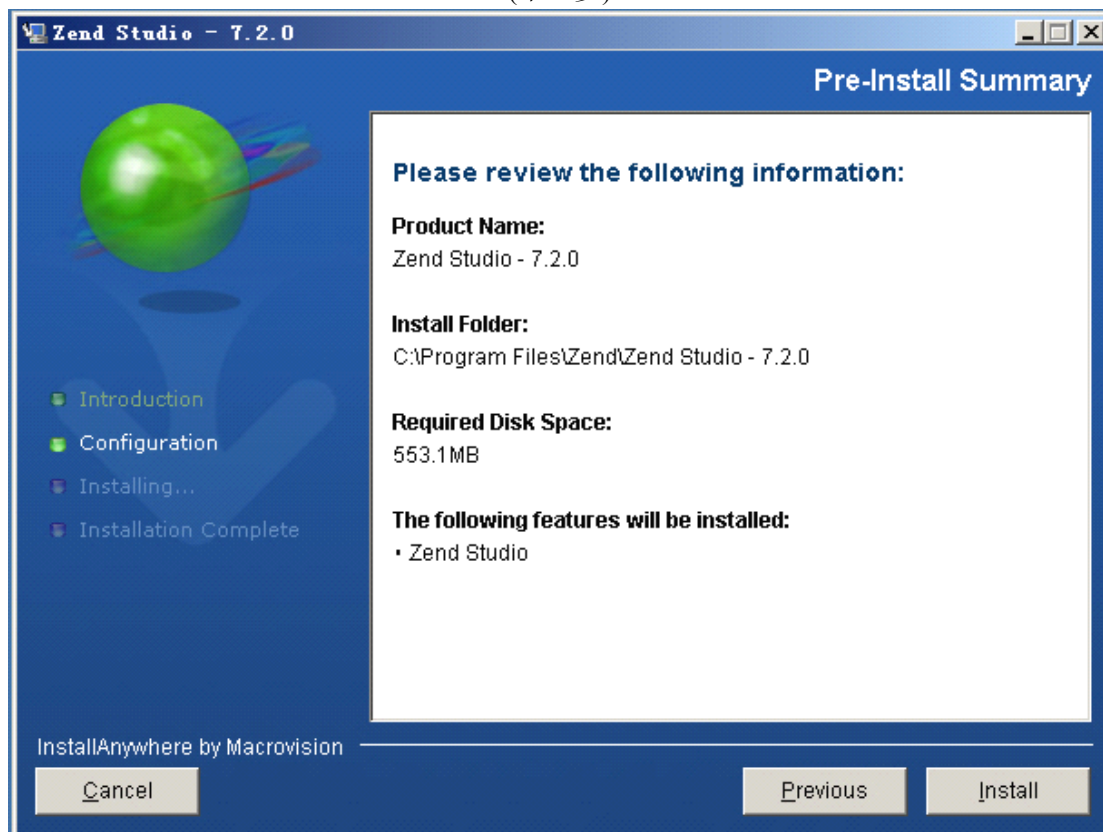 Zend Studio - 7.2.0
Pre-Install Summary
Please review the following information:
Product Name:
Zend Studio - 7.2.0
Install Folder:
C:\Program Files\Zend\Zend Studio - 7.2.0
Required Disk Space:
553.1MB
The following features will be installed:
• Zend Studio
Introduction
Configuration
Installing...
Installation Complete
InstallAnywhere by Macrovision
Cancel
Previous
Install